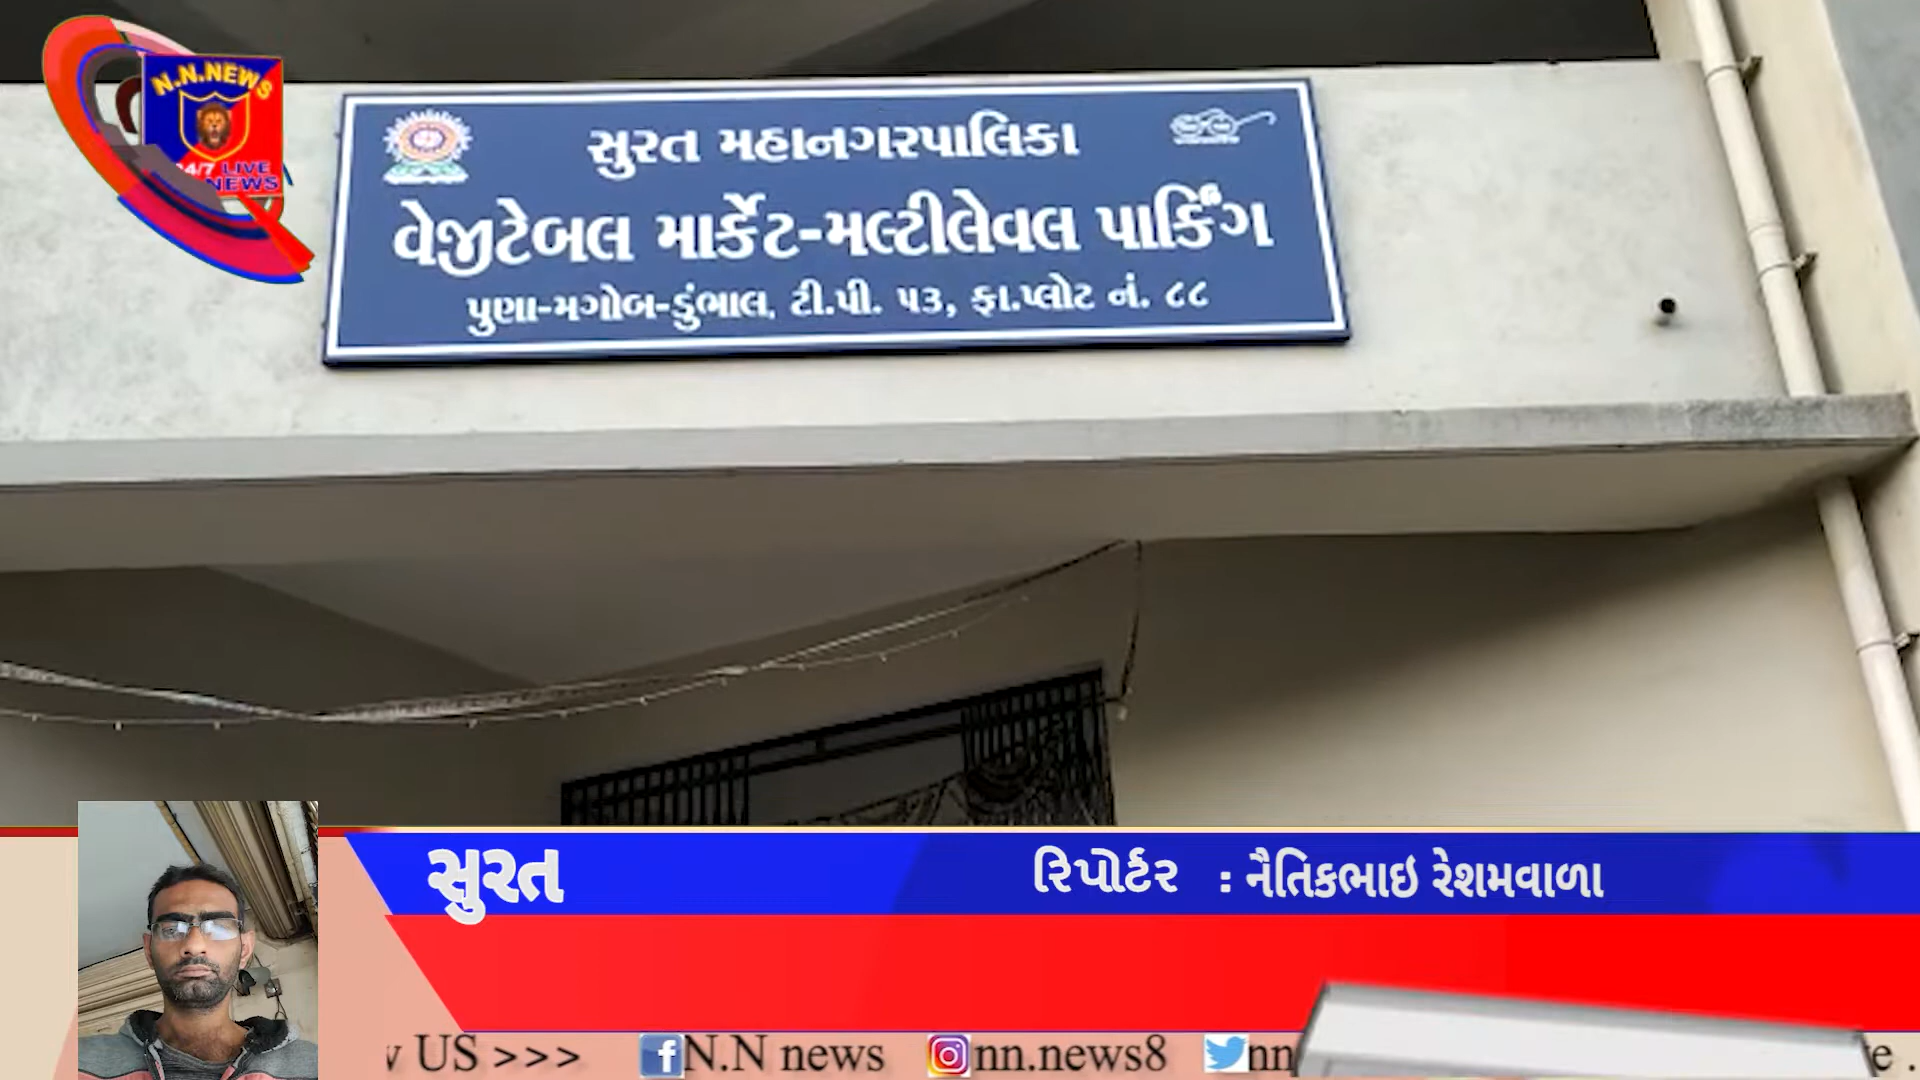 N.N.NEWS
24/7 LIVE
NEWS
સુરત મહાનગરપાલિકા
વેજીટેબલ માર્કેટ-મલ્ટીલેવલ પાર્કિંગ
પુણા-મગોબ-ડુંભાલ, ટી.પી. ૫૩, ફા.પ્લોટ નં. ૮૮
સુરત
રિપોર્ટર : નૈતિકભાઇ રેશમવાળા
US >>> N.N news nn.news8 nn